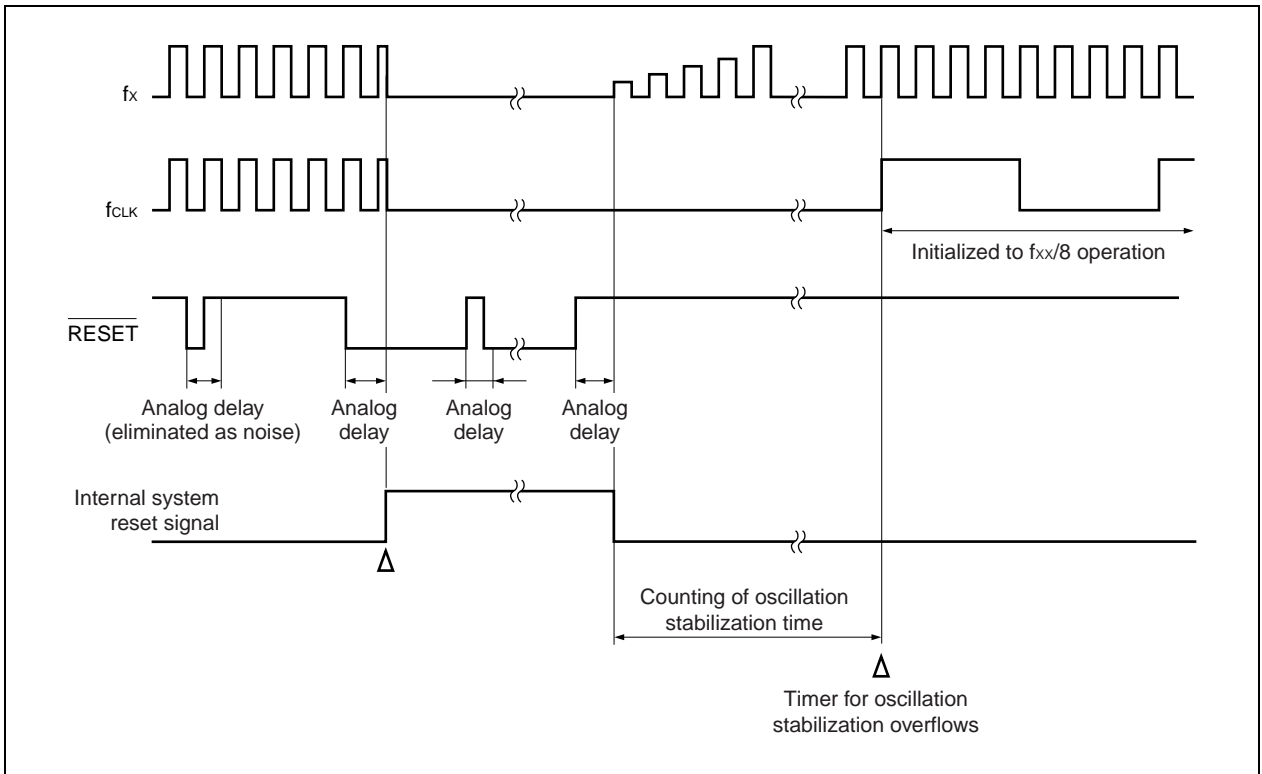 fX
fCLK
Initialized to fXX/8 operation
RESET
Analog delay
(eliminated as noise)
Analog
delay
Analog
delay
Analog
delay
Internal system
reset signal
Counting of oscillation
stabilization time
Timer for oscillation
stabilization overflows